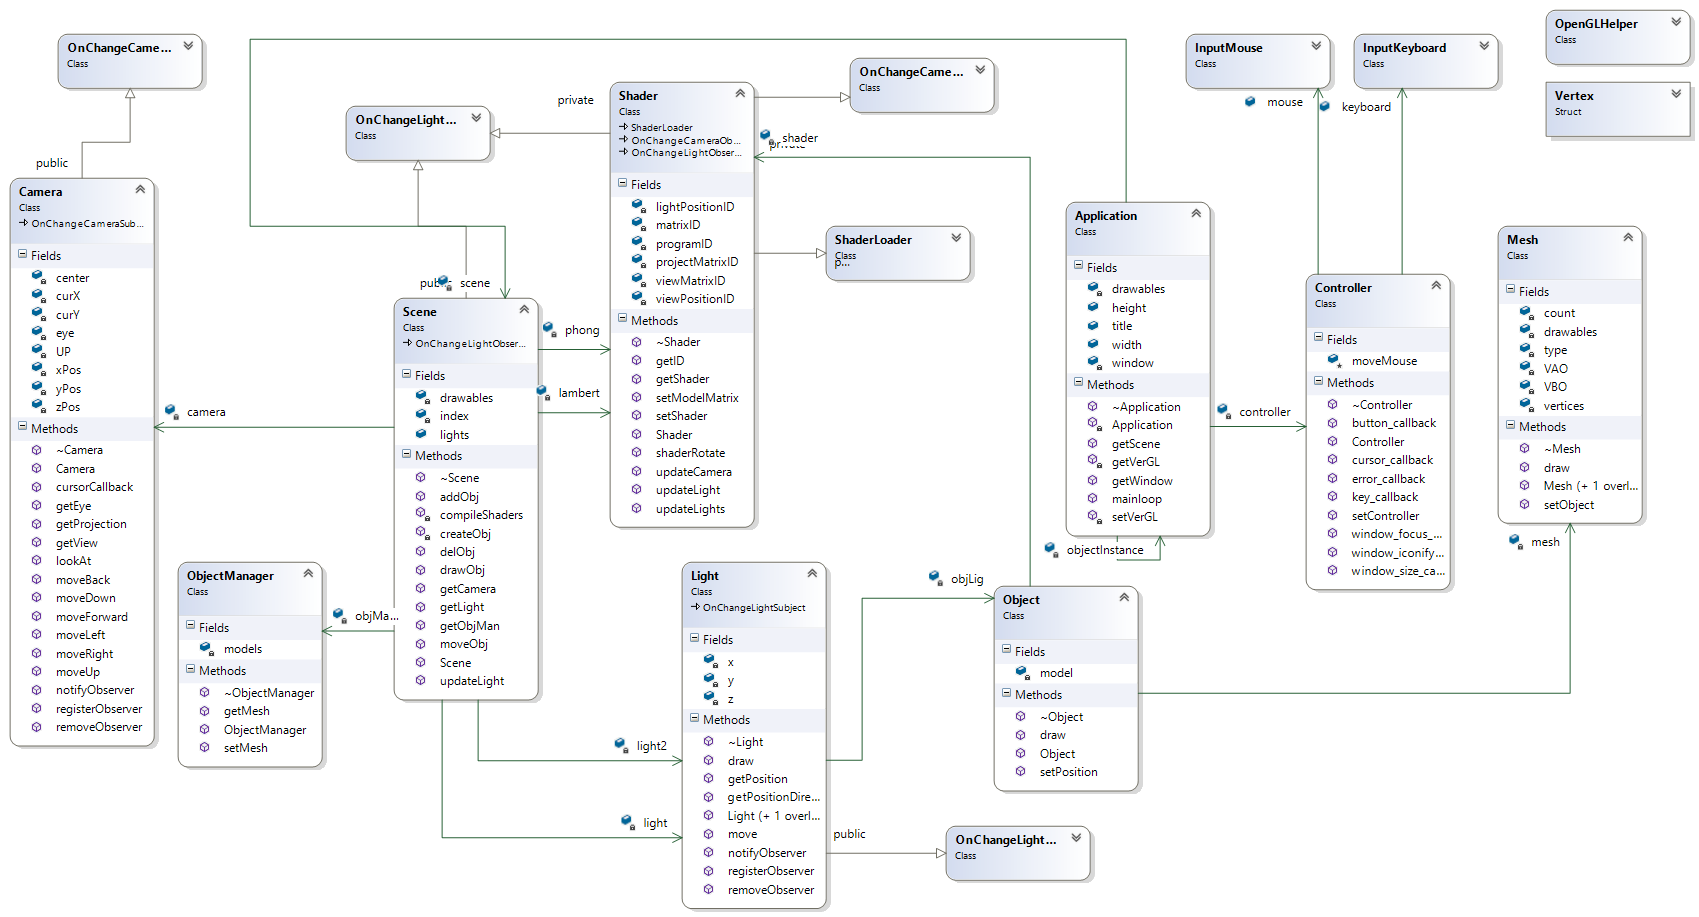 OnChangeCame...
Class
public
Camera
Class
OnChangeCameraSub...
Fields
center
curX
curY
eye
UP
xPos
yPos
zPos
Methods
~Camera
Camera
cursorCallback
getEye
getProjection
getView
lookAt
moveBack
moveDown
moveForward
moveLeft
moveRight
moveUp
notifyObserver
registerObserver
removeObserver
camera
ObjectManager
Class
Fields
models
Methods
~ObjectManager
getMesh
ObjectManager
setMesh
objMa...
OnChangeLight...
Class
scene
Scene
Class
OnChangeLightObser...
Fields
drawables
index
lights
Methods
~Scene
addObj
compileShaders
createObj
delObj
drawObj
getCamera
getLight
getObjMan
moveObj
Scene
updateLight
phong
lambert
private
Shader
Class
ShaderLoader
OnChangeCameraOb...
OnChangeLightObser...
Fields
lightPositionID
matrixID
programID
projectMatrixID
viewMatrixID
viewPositionID
Methods
~Shader
getID
getShader
setModelMatrix
setShader
Shader
shaderRotate
updateCamera
updateLight
updateLights
OnChangeCame...
Class
shader
private
ShaderLoader
Class
p...
light2
light
Light
Class
OnChangeLightSubject
Fields
x
y
z
Methods
~Light
draw
getPosition
getPositionDire...
Light (+ 1 overl...
move
notifyObserver
registerObserver
removeObserver
public
OnChangeLight...
Class
objLig
Object
Class
Fields
model
Methods
~Object
draw
Object
setPosition
Application
Class
Fields
drawables
height
title
width
window
Methods
~Application
Application
getScene
getVerGL
getWindow
mainloop
setVerGL
objectInstance
controller
InputMouse
Class
mouse
InputKeyboard
Class
keyboard
Controller
Class
Fields
moveMouse
Methods
~Controller
button_callback
Controller
cursor_callback
error_callback
key_callback
setController
window_focus_...
window_iconify...
window_size_ca...
OpenGLHelper
Class
Vertex
Struct
Mesh
Class
Fields
count
drawables
type
VAO
VBO
vertices
Methods
~Mesh
draw
Mesh (+ 1 overl...
setObject
mesh